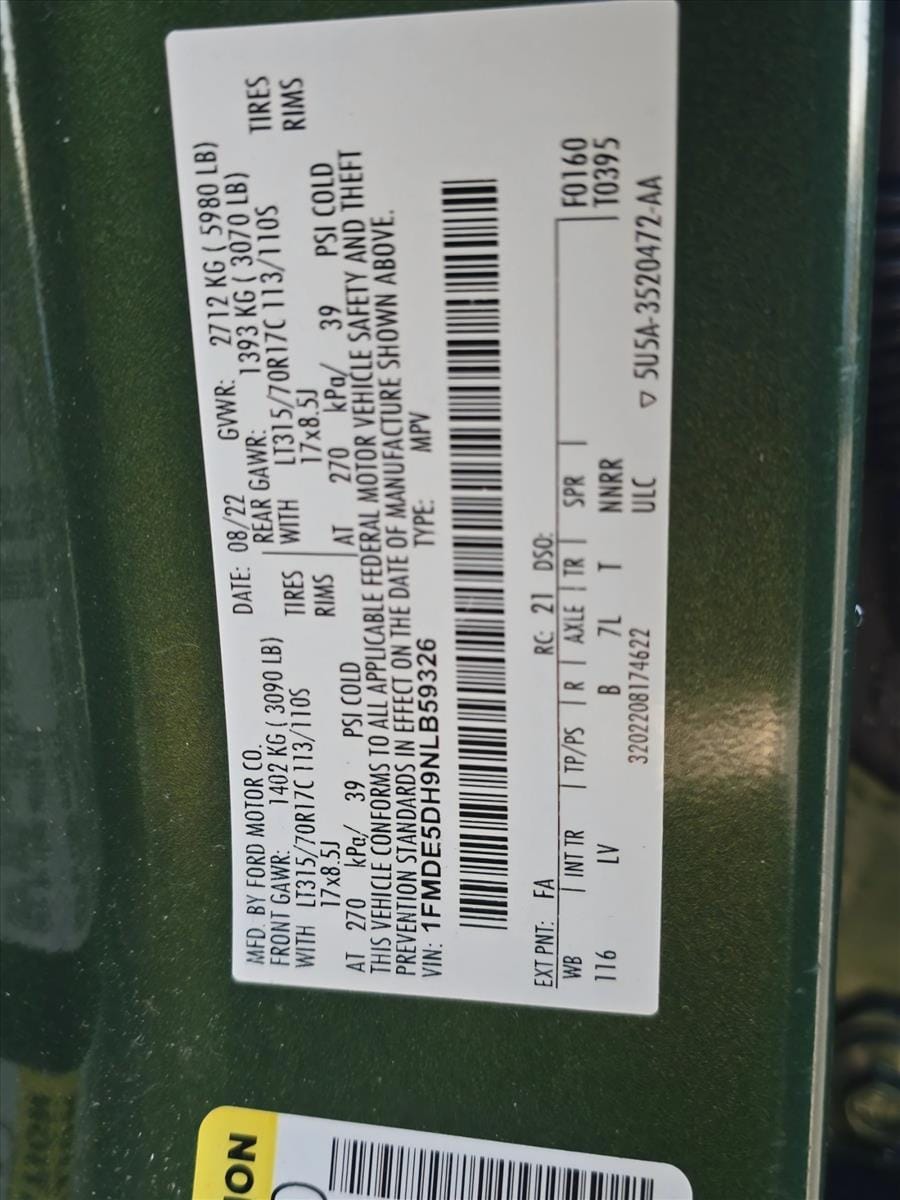 MFD. BY FORD MOTOR CO. DATE: 08/22 GVWR: 2712 KG ( 5980 LB)
FRONT GAWR: 1402 KG ( 3090 LB) REAR GAWR: 1393 KG ( 3070 LB)
WITH LT315/70R17C 113/110S TIRES WITH LT315/70R17C 113/110S TIRES
17x8.5J RIMS 17x8.5J RIMS
AT 270 kPa/ 39 PSI COLD AT 270 kPa/ 39 PSI COLD
THIS VEHICLE CONFORMS TO ALL APPLICABLE FEDERAL MOTOR VEHICLE SAFETY AND THEFT
PREVENTION STANDARDS IN EFFECT ON THE DATE OF MANUFACTURE SHOWN ABOVE.
VIN: 1FMDE5DH9NLB59326 TYPE: MPV
EXT PNT: FA RC: 21 DSO:
WB | INT TR | TP/PS | R | AXLE | TR | SPR | F0160
116 LV B 7L T NNRR T0395
3202208174622 ULC ▽ 5U5A-3520472-AA
ION